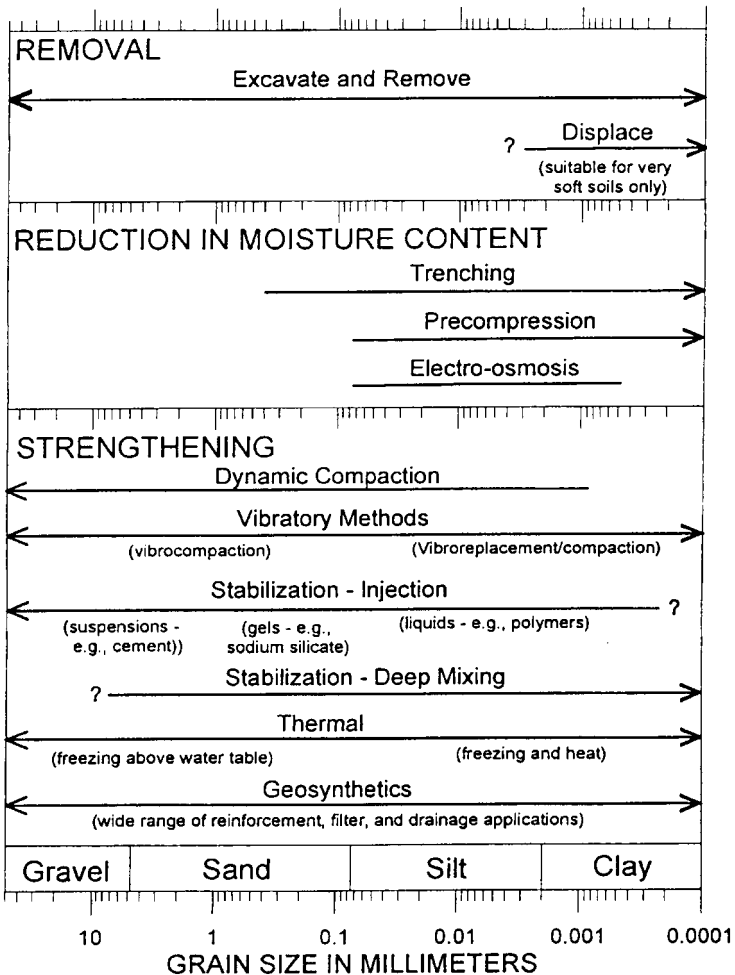 REMOVAL
Excavate and Remove
? Displace
(suitable for very
soft soils only)
REDUCTION IN MOISTURE CONTENT
Trenching
Precompression
Electro-osmosis
STRENGTHENING
Dynamic Compaction
Vibratory Methods
(vibrocompaction) (Vibroreplacement/compaction)
Stabilization - Injection
?
(suspensions - (gels - e.g., (liquids - e.g., polymers)
e.g., cement)) sodium silicate)
Stabilization - Deep Mixing
?
Thermal
(freezing above water table) (freezing and heat)
Geosynthetics
(wide range of reinforcement, filter, and drainage applications)
Gravel Sand Silt Clay
10 1 0.1 0.01 0.001 0.0001
GRAIN SIZE IN MILLIMETERS